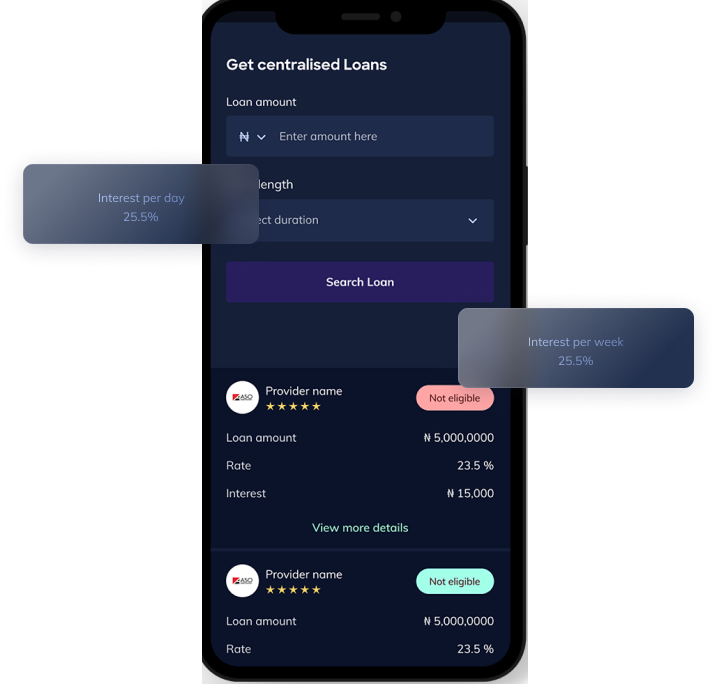 Get centralised Loans
Loan amount
₦ Enter amount here
length
ect duration
Interest per day
25.5%
Search Loan
Interest per week
25.5%
Provider name
Not eligible
Loan amount ₦ 5,000,0000
Rate 23.5 %
Interest ₦ 15,000
View more details
ASO
Provider name
Not eligible
Loan amount ₦ 5,000,0000
Rate 23.5 %
ASO